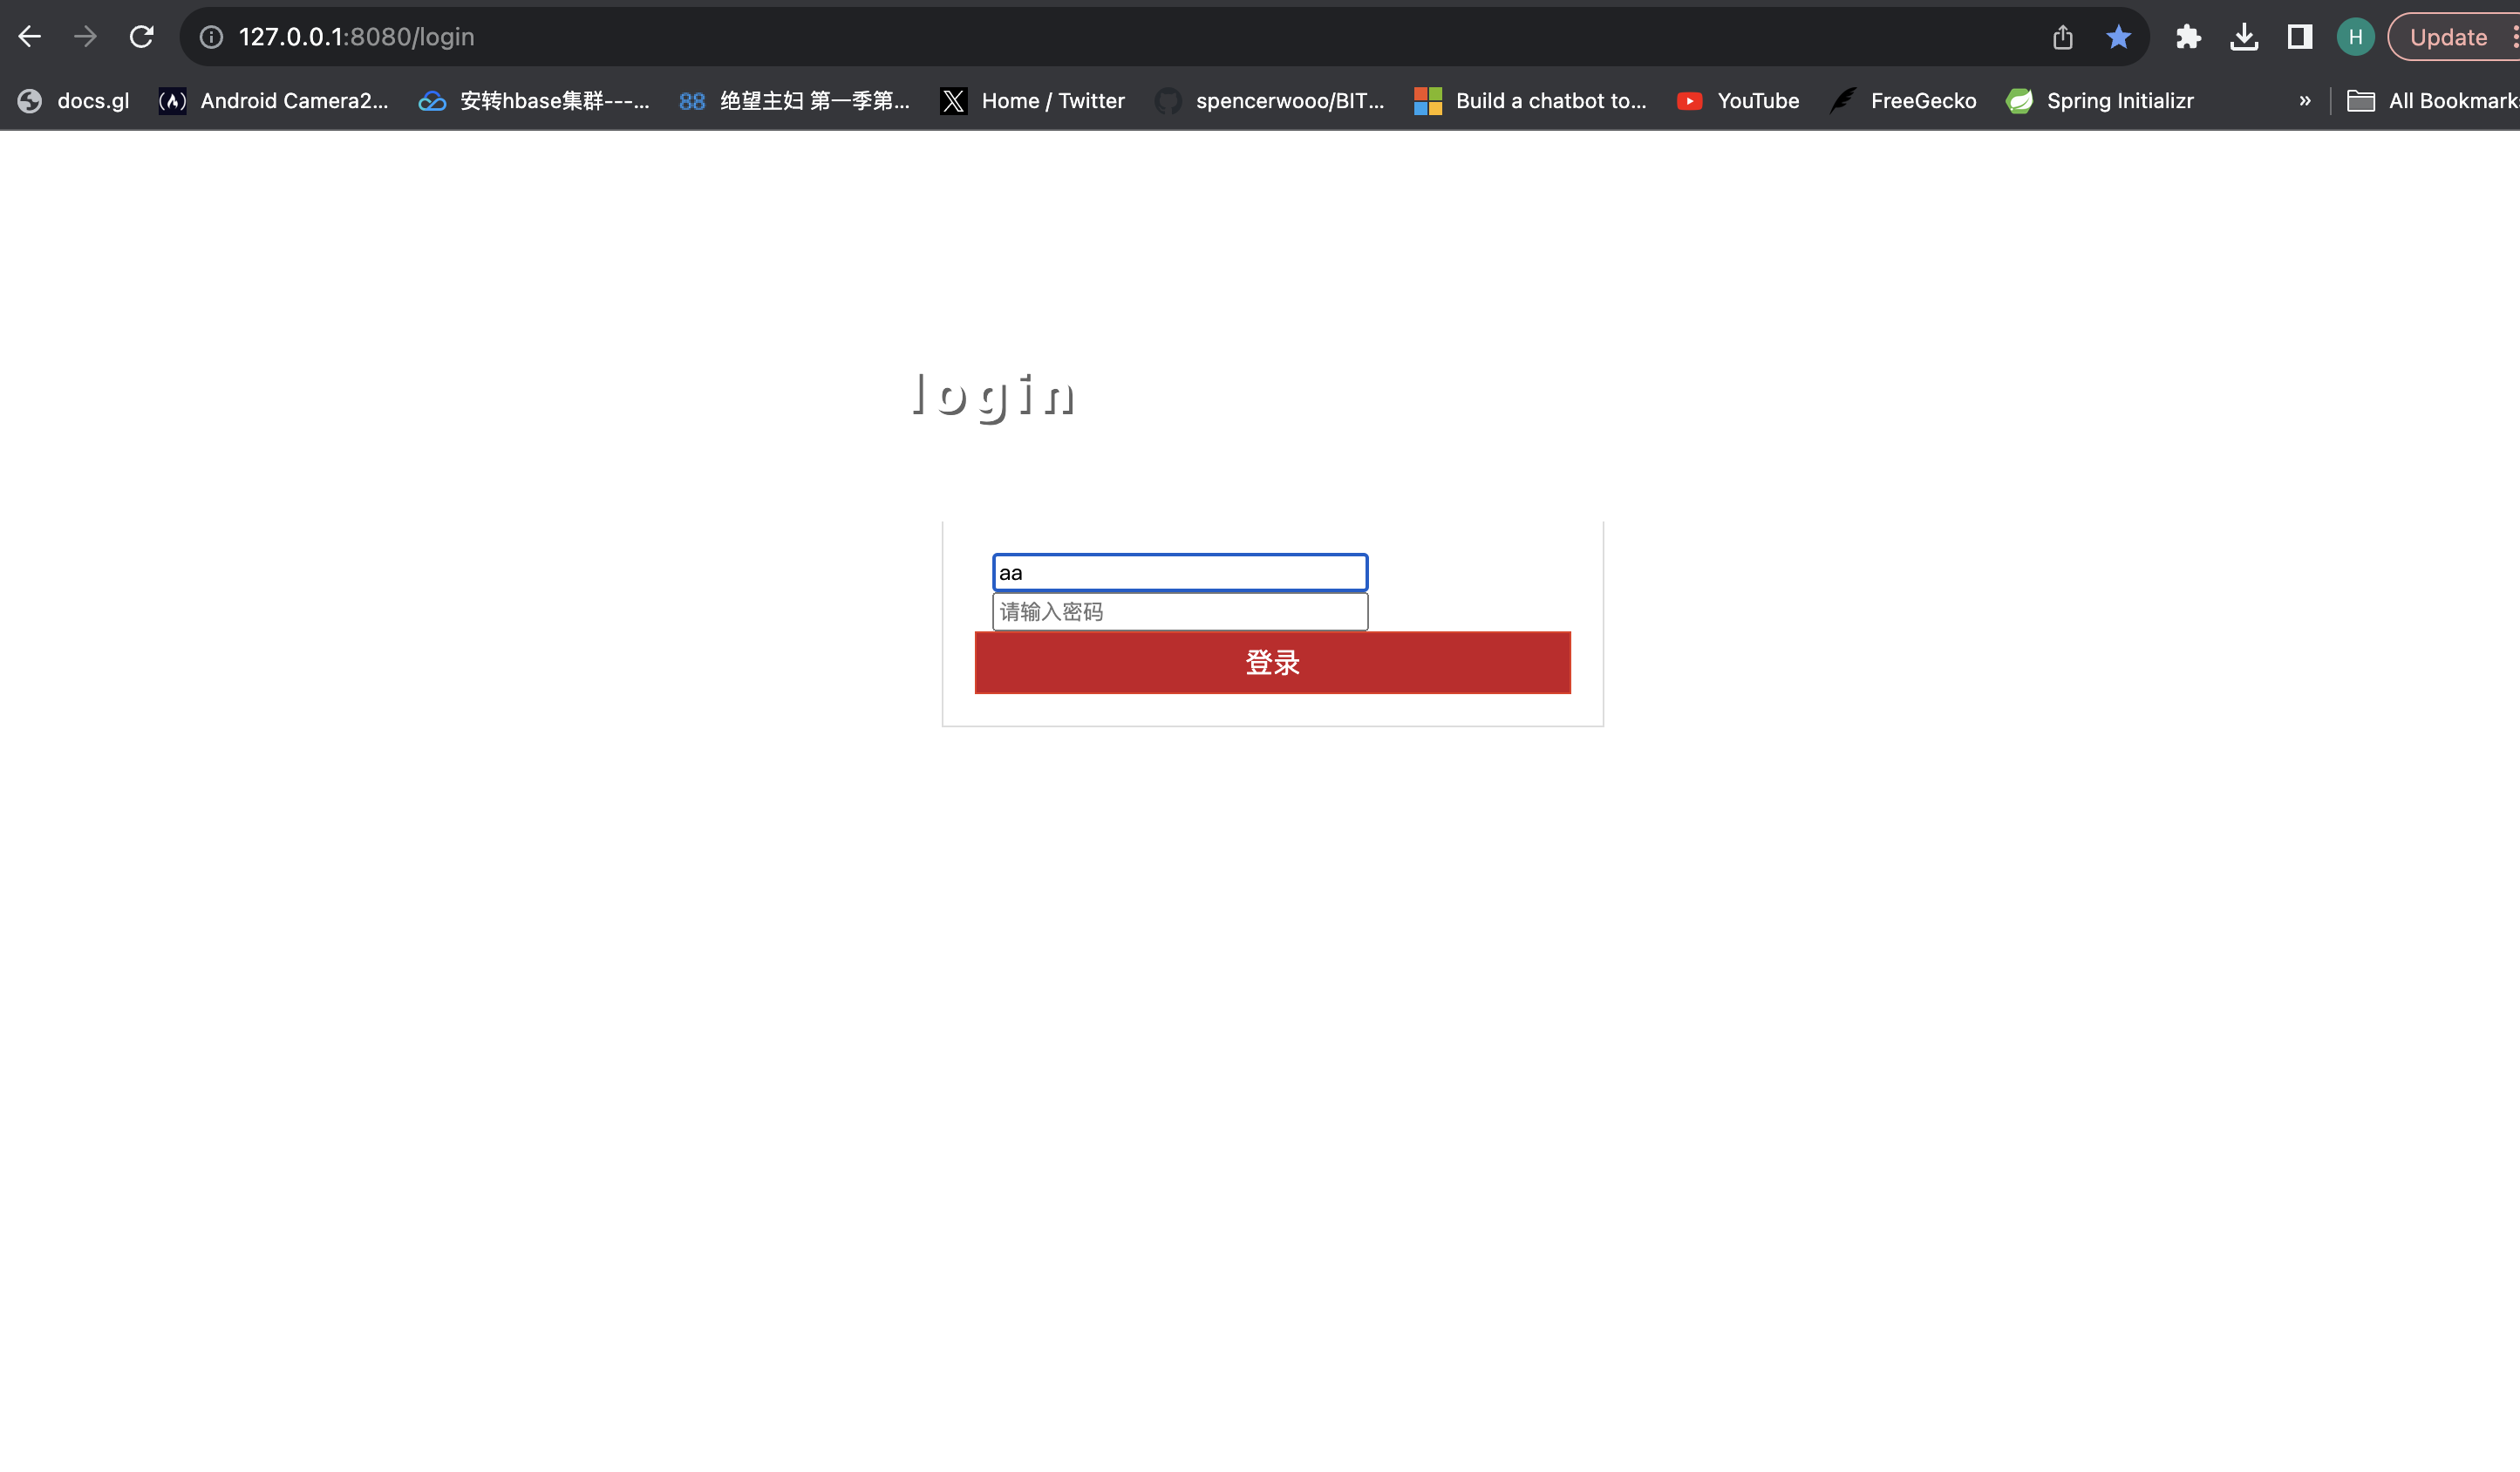 127.0.0.1:8080/login
H
Update
docs.gl
Android Camera2...
安转hbase集群---...
88
绝望主妇 第一季第...
Home / Twitter
spencerwooo/BIT...
Build a chatbot to...
YouTube
FreeGecko
Spring Initializr
»
All Bookmark
login
aa
请输入密码
登录